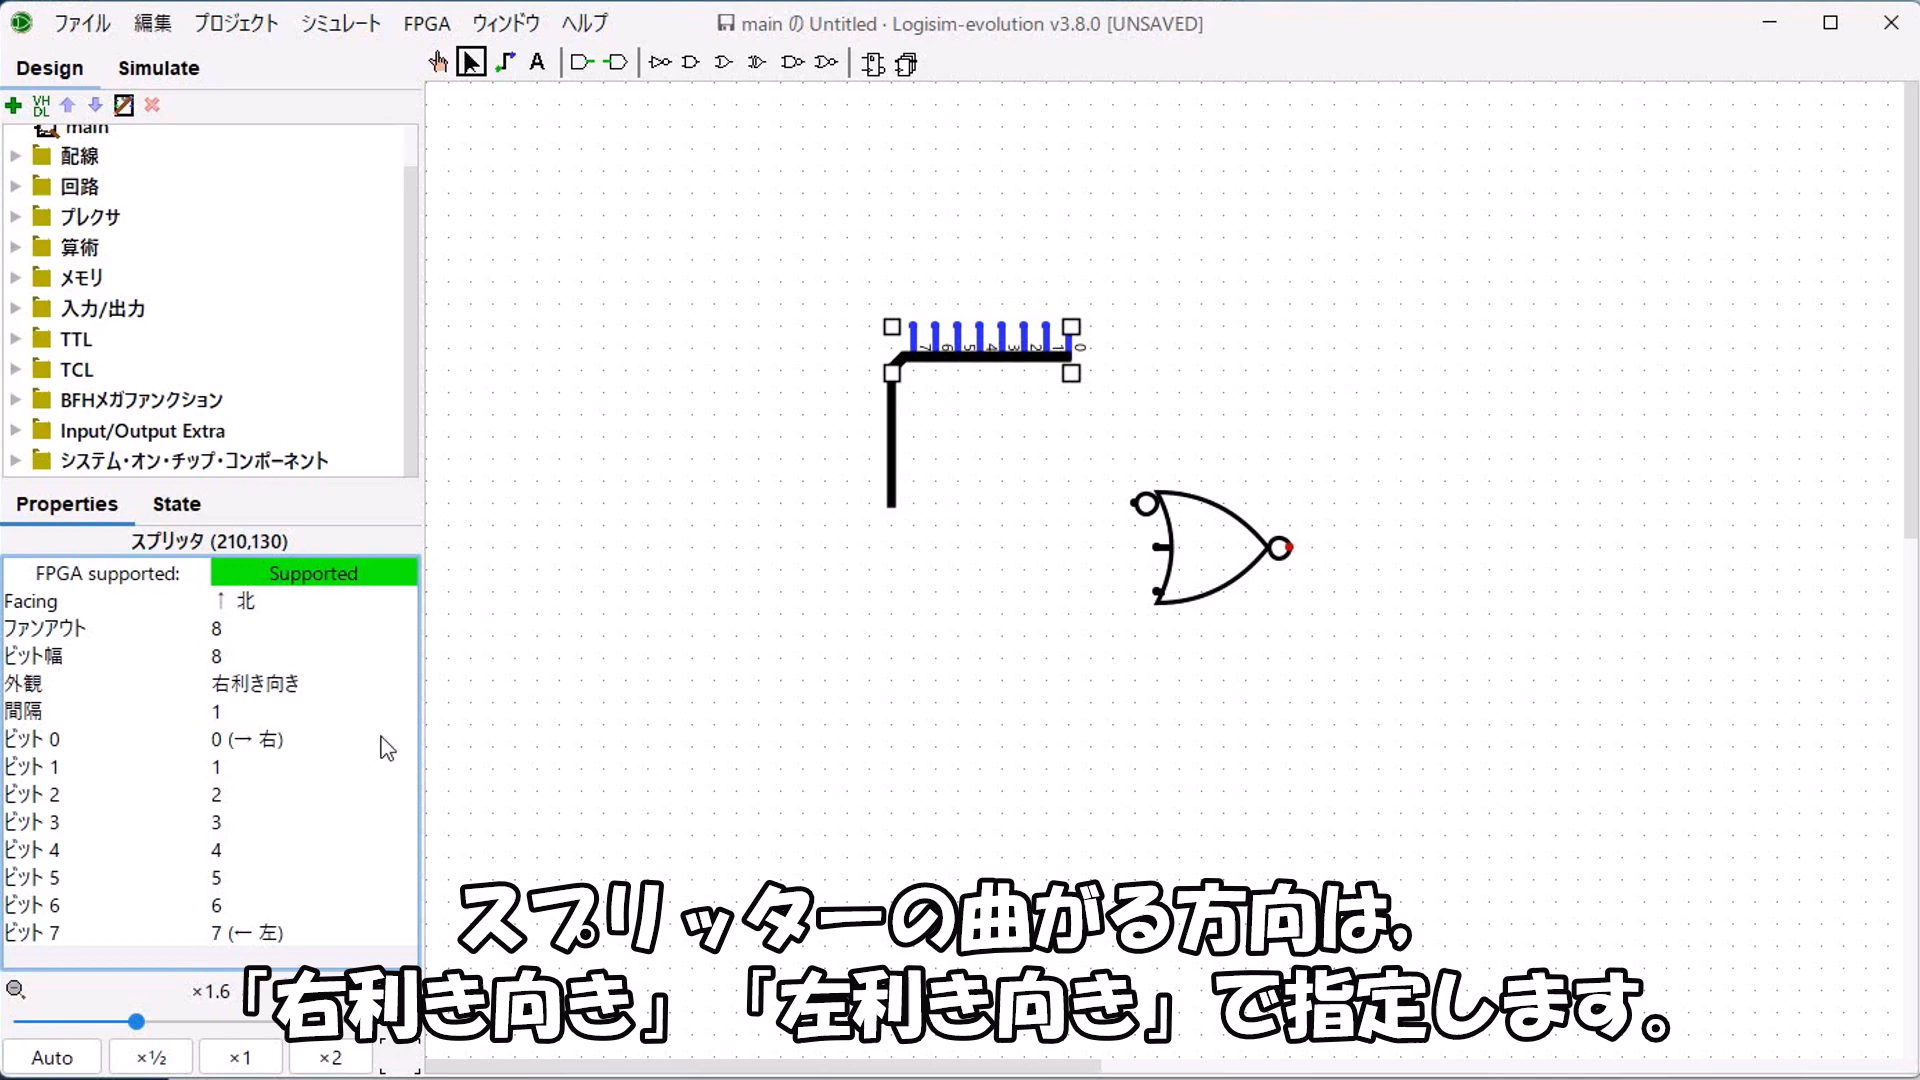 ファイル 編集 プロジェクト シミュレート FPGA ウィンドウ ヘルプ
main の Untitled · Logisim-evolution v3.8.0 [UNSAVED]
Design Simulate
A
VH
DL
main
配線
回路
プレクサ
算術
メモリ
入力/出力
TTL
TCL
BFHメガファンクション
Input/Output Extra
システム・オン・チップ・コンポーネント
Properties State
スプリッタ (210,130)
FPGA supported: Supported
Facing ↑ 北
ファンアウト 8
ビット幅 8
外観 右利き向き
間隔 1
ビット 0 0 (→ 右)
ビット 1 1
ビット 2 2
ビット 3 3
ビット 4 4
ビット 5 5
ビット 6 6
ビット 7 7 (← 左)
×1.6
Auto ×½ ×1 ×2
7 6 5 4 3 2 1 0
スプリッターの曲がる方向は,
「右利き向き」「左利き向き」で指定します。